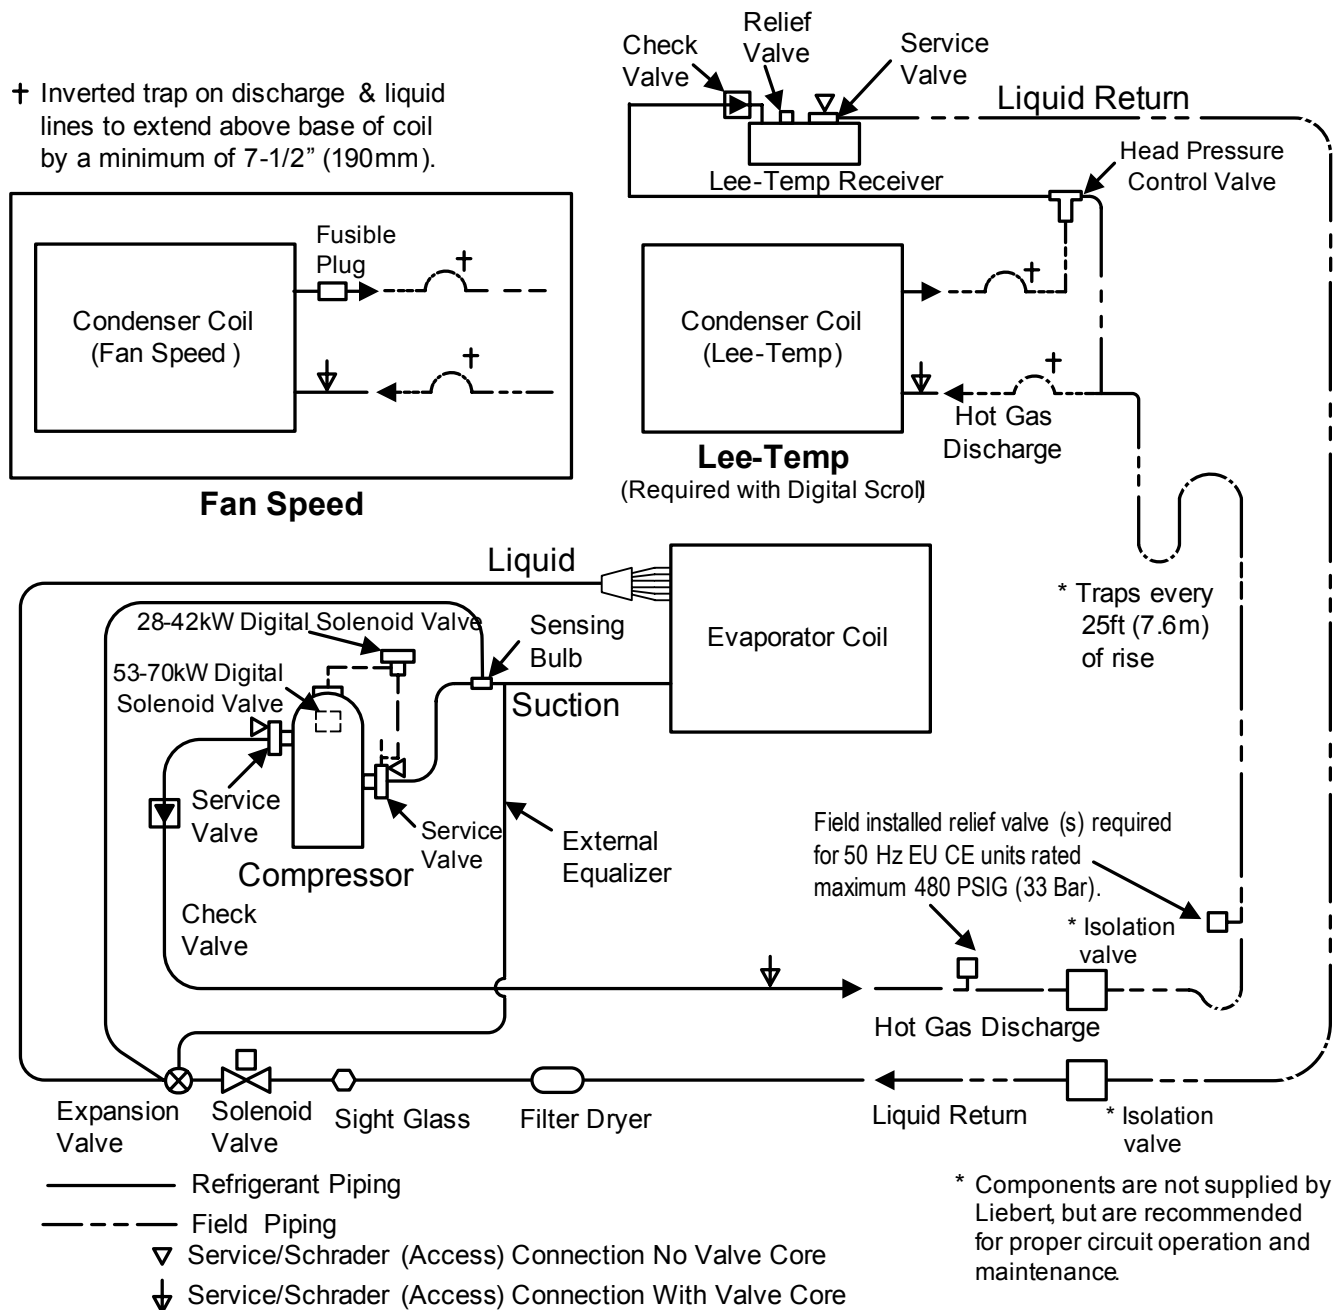 † Inverted trap on discharge & liquid
lines to extend above base of coil
by a minimum of 7-1/2” (190mm).
Check
Valve
Relief
Valve
Service
Valve
Liquid Return
Head Pressure
Control Valve
Lee-Temp Receiver
Fusible
Plug
†
Condenser Coil
(Fan Speed )
†
Fan Speed
†
Condenser Coil
(Lee-Temp)
†
Hot Gas
Discharge
Lee-Temp
(Required with Digital Scroll)
Liquid
Evaporator Coil
* Traps every
25ft (7.6m)
of rise
28-42kW Digital Solenoid Valve
Sensing
Bulb
53-70kW Digital
Solenoid Valve
Suction
Service
Valve
Service
Valve
Compressor
External
Equalizer
Check
Valve
Field installed relief valve (s) required
for 50 Hz EU CE units rated
maximum 480 PSIG (33 Bar).
* Isolation
valve
Hot Gas Discharge
Expansion
Valve
Solenoid
Valve
Sight Glass
Filter Dryer
Liquid Return
* Isolation
valve
Refrigerant Piping
Field Piping
Service/Schrader (Access) Connection No Valve Core
Service/Schrader (Access) Connection With Valve Core
* Components are not supplied by
Liebert, but are recommended
for proper circuit operation and
maintenance.